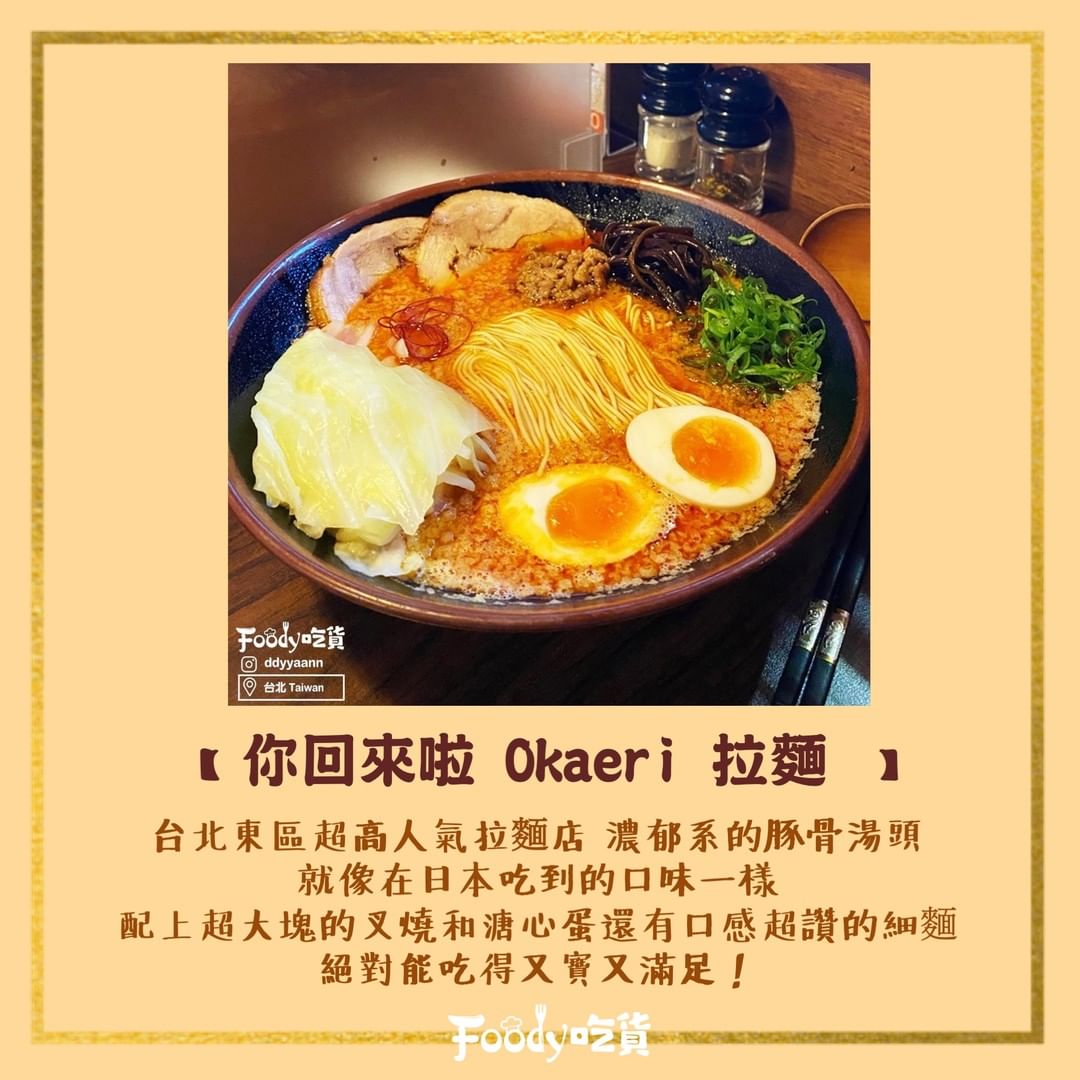 Foody吃貨
ddyyaann
台北 Taiwan
【 你回來啦 Okaeri 拉麵 】
台北東區超高人氣拉麵店 濃郁系的豚骨湯頭
就像在日本吃到的口味一樣
配上超大塊的叉燒和溏心蛋還有口感超讚的細麵
絕對能吃得又寶又滿足！
Foody吃貨